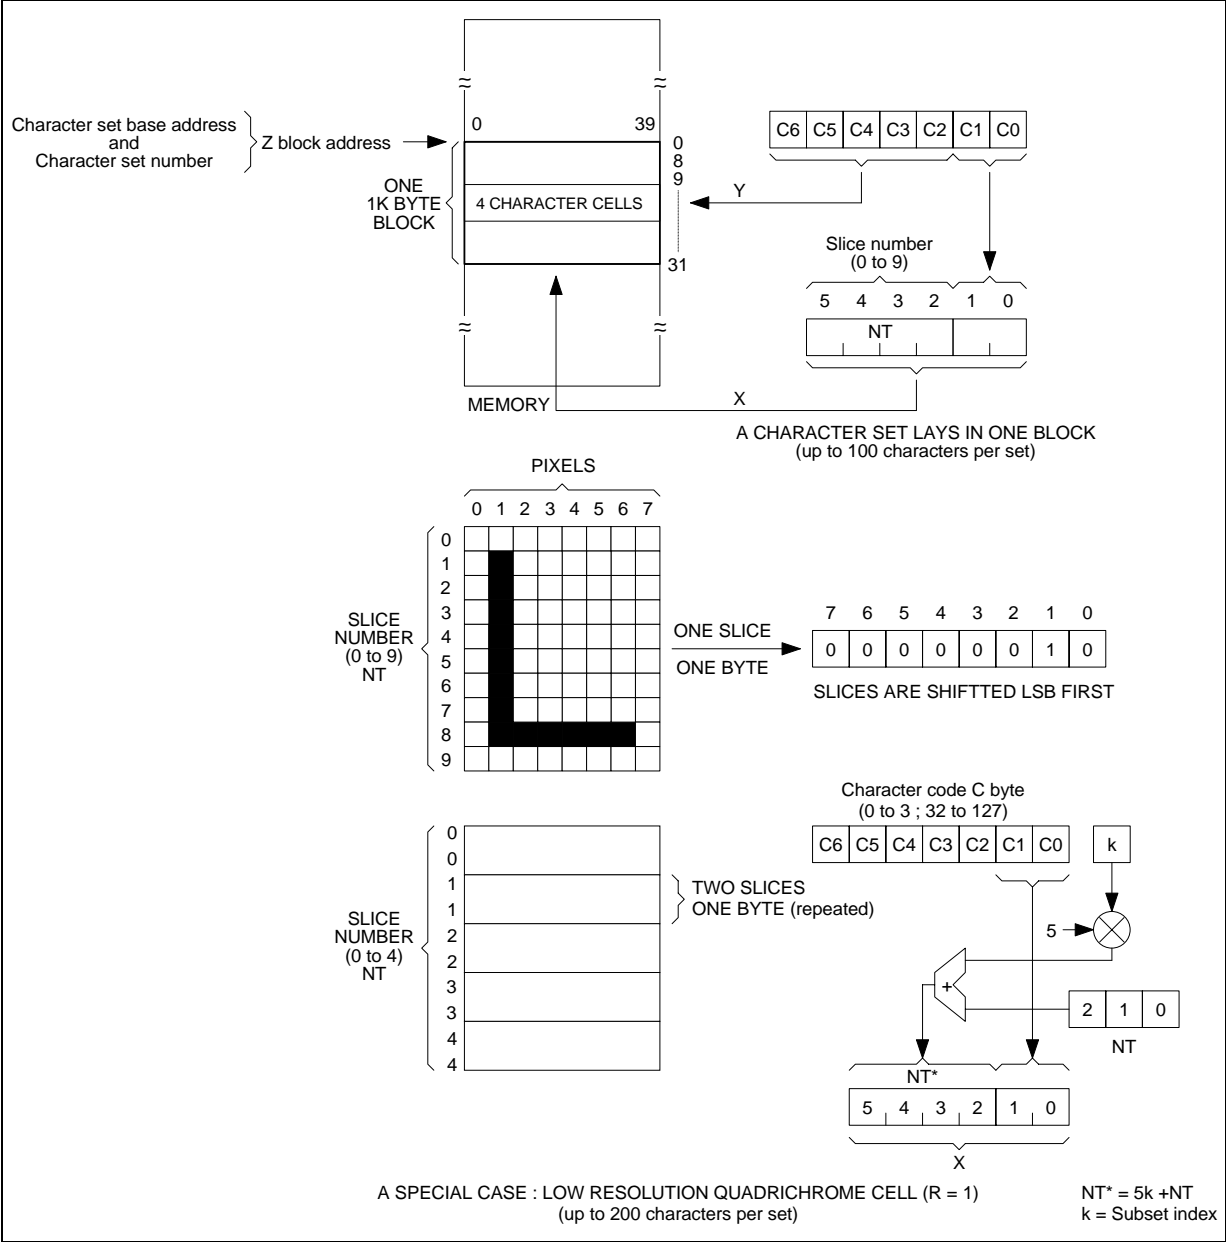 Character set base address
and
Character set number
Z block address
0 39
0
8
9
31
ONE
1K BYTE
BLOCK
4 CHARACTER CELLS
MEMORY
C6 C5 C4 C3 C2 C1 C0
Y
Slice number
(0 to 9)
5 4 3 2 1 0
NT
X
A CHARACTER SET LAYS IN ONE BLOCK
(up to 100 characters per set)
PIXELS
0 1 2 3 4 5 6 7
0
1
2
3
4
5
6
7
8
9
SLICE
NUMBER
(0 to 9)
NT
ONE SLICE
ONE BYTE
7 6 5 4 3 2 1 0
0 0 0 0 0 0 1 0
SLICES ARE SHIFTTED LSB FIRST
0
0
1
1
2
2
3
3
4
4
SLICE
NUMBER
(0 to 4)
NT
TWO SLICES
ONE BYTE (repeated)
Character code C byte
(0 to 3 ; 32 to 127)
C6 C5 C4 C3 C2 C1 C0
k
5
+
2 1 0
NT
NT*
5 4 3 2 1 0
X
A SPECIAL CASE : LOW RESOLUTION QUADRICHROME CELL (R = 1)
(up to 200 characters per set)
NT* = 5k +NT
k = Subset index